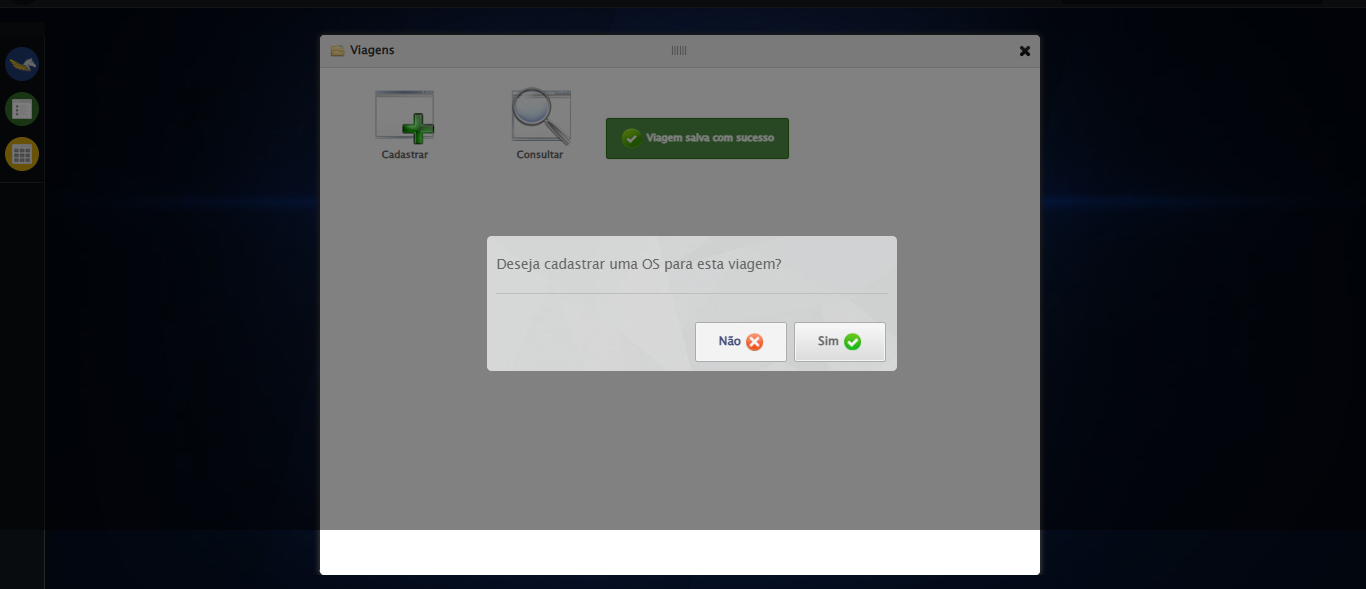 Viagens
Cadastrar
Consultar
Viagem salva com sucesso
Deseja cadastrar uma OS para esta viagem?
Não
Sim